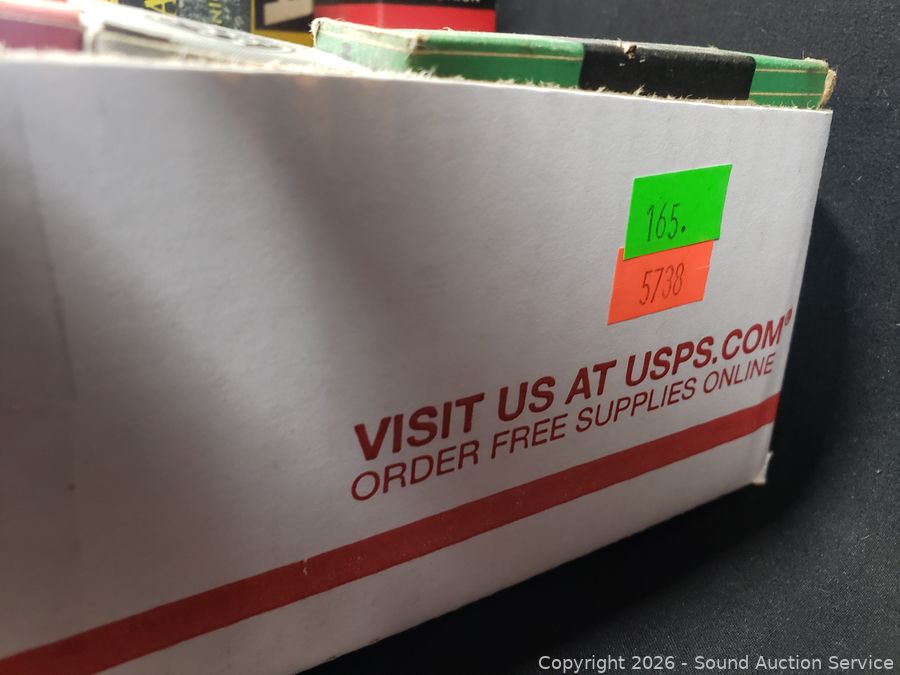 165.
5738
VISIT US AT USPS.COM®
ORDER FREE SUPPLIES ONLINE
Copyright © 2026 - Sound Auction Service